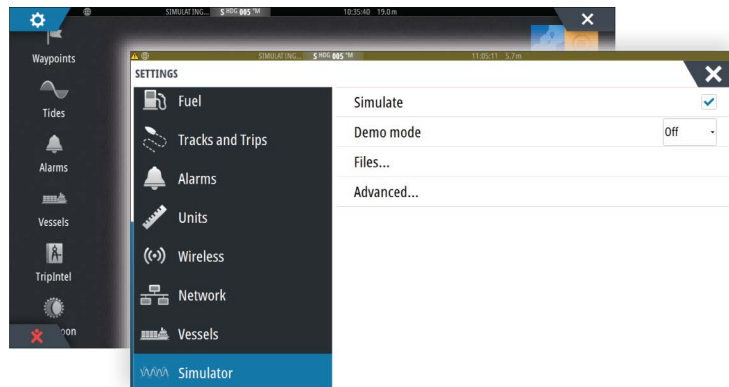 SIMULATING... S HDG 005 °M 10:35:40 19.0 m
Waypoints
Tides
Alarms
Vessels
TripIntel
oon
SIMULATING... S HDG 005 °M 11:05:11 5.7 m
SETTINGS
Fuel
Tracks and Trips
Alarms
Units
Wireless
Network
Vessels
Simulator
Simulate
Demo mode Off
Files...
Advanced...